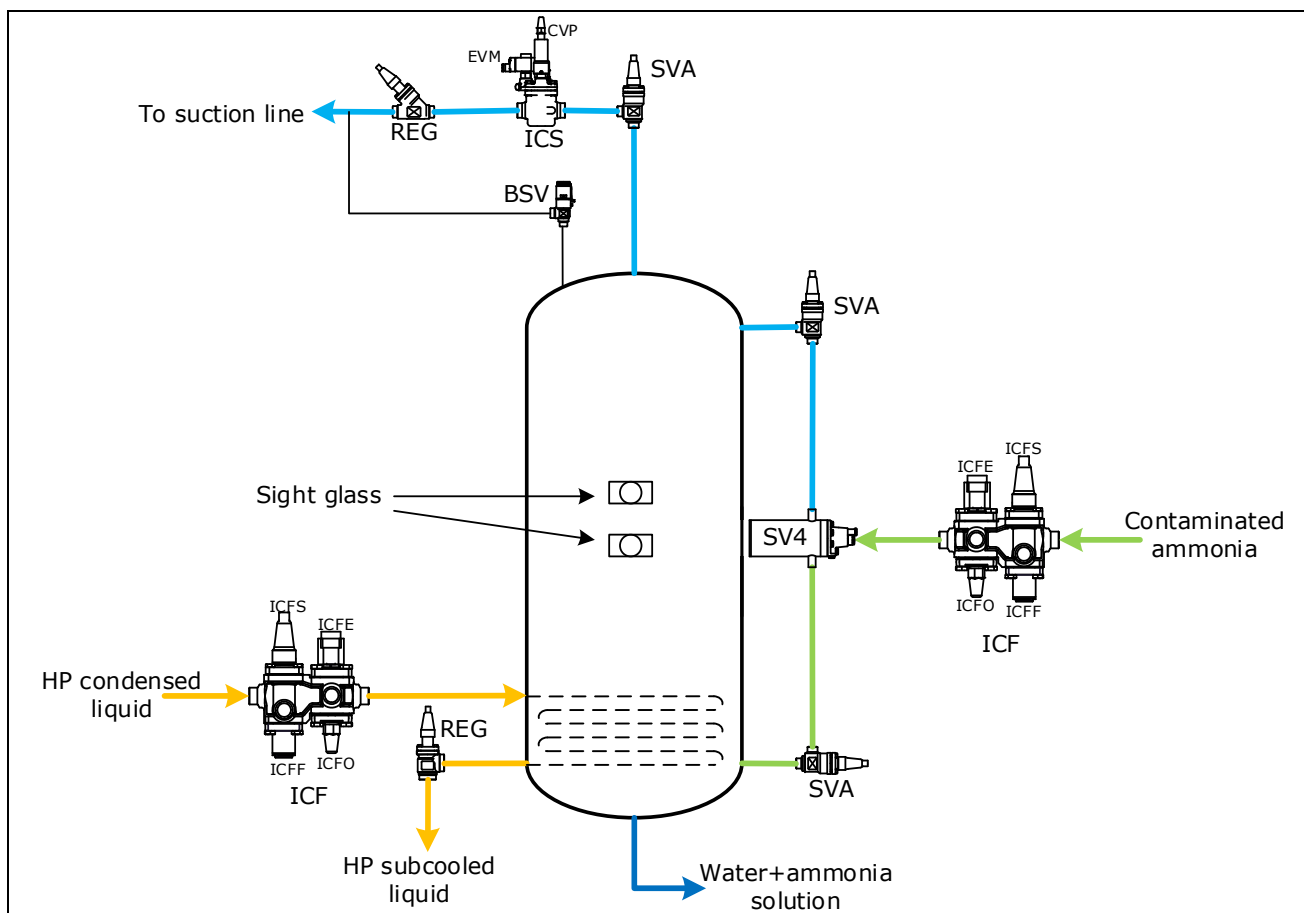 CVP
EVM
SVA
To suction line
REG
ICS
BSV
SVA
Sight glass
ICFE
ICFS
SV4
Contaminated
ammonia
ICFO
ICFF
ICF
ICFS
ICFE
HP condensed
liquid
REG
ICFF
ICFO
ICF
SVA
HP subcooled
liquid
Water+ammonia
solution